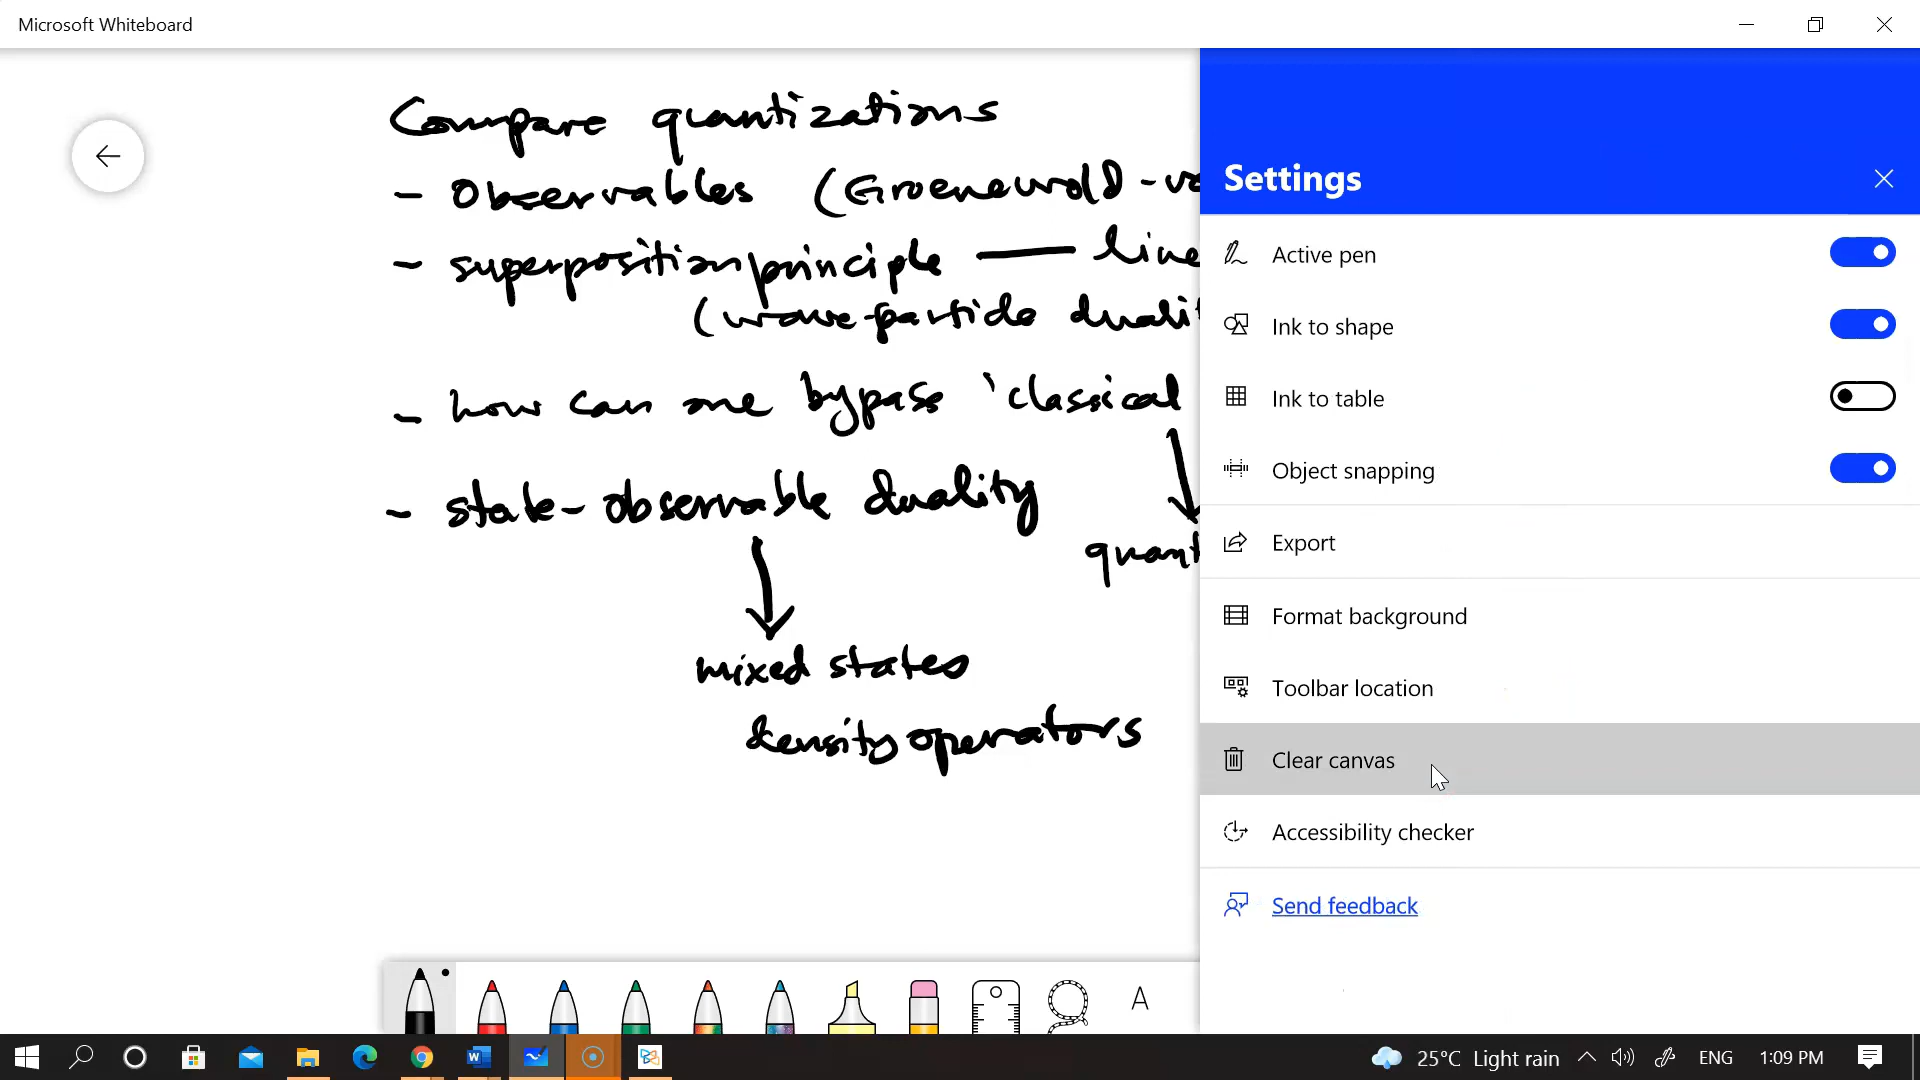 Microsoft Whiteboard
Compare quantizations
- Observables (Groenewold-va
- superposition principle — line
(wave-particle duali
- how can one bypass 'classical
- state-observable duality
quant
mixed states
density operators
Settings
Active pen
Ink to shape
Ink to table
Object snapping
Export
Format background
Toolbar location
Clear canvas
Accessibility checker
Send feedback
A
25°C Light rain ENG 1:09 PM